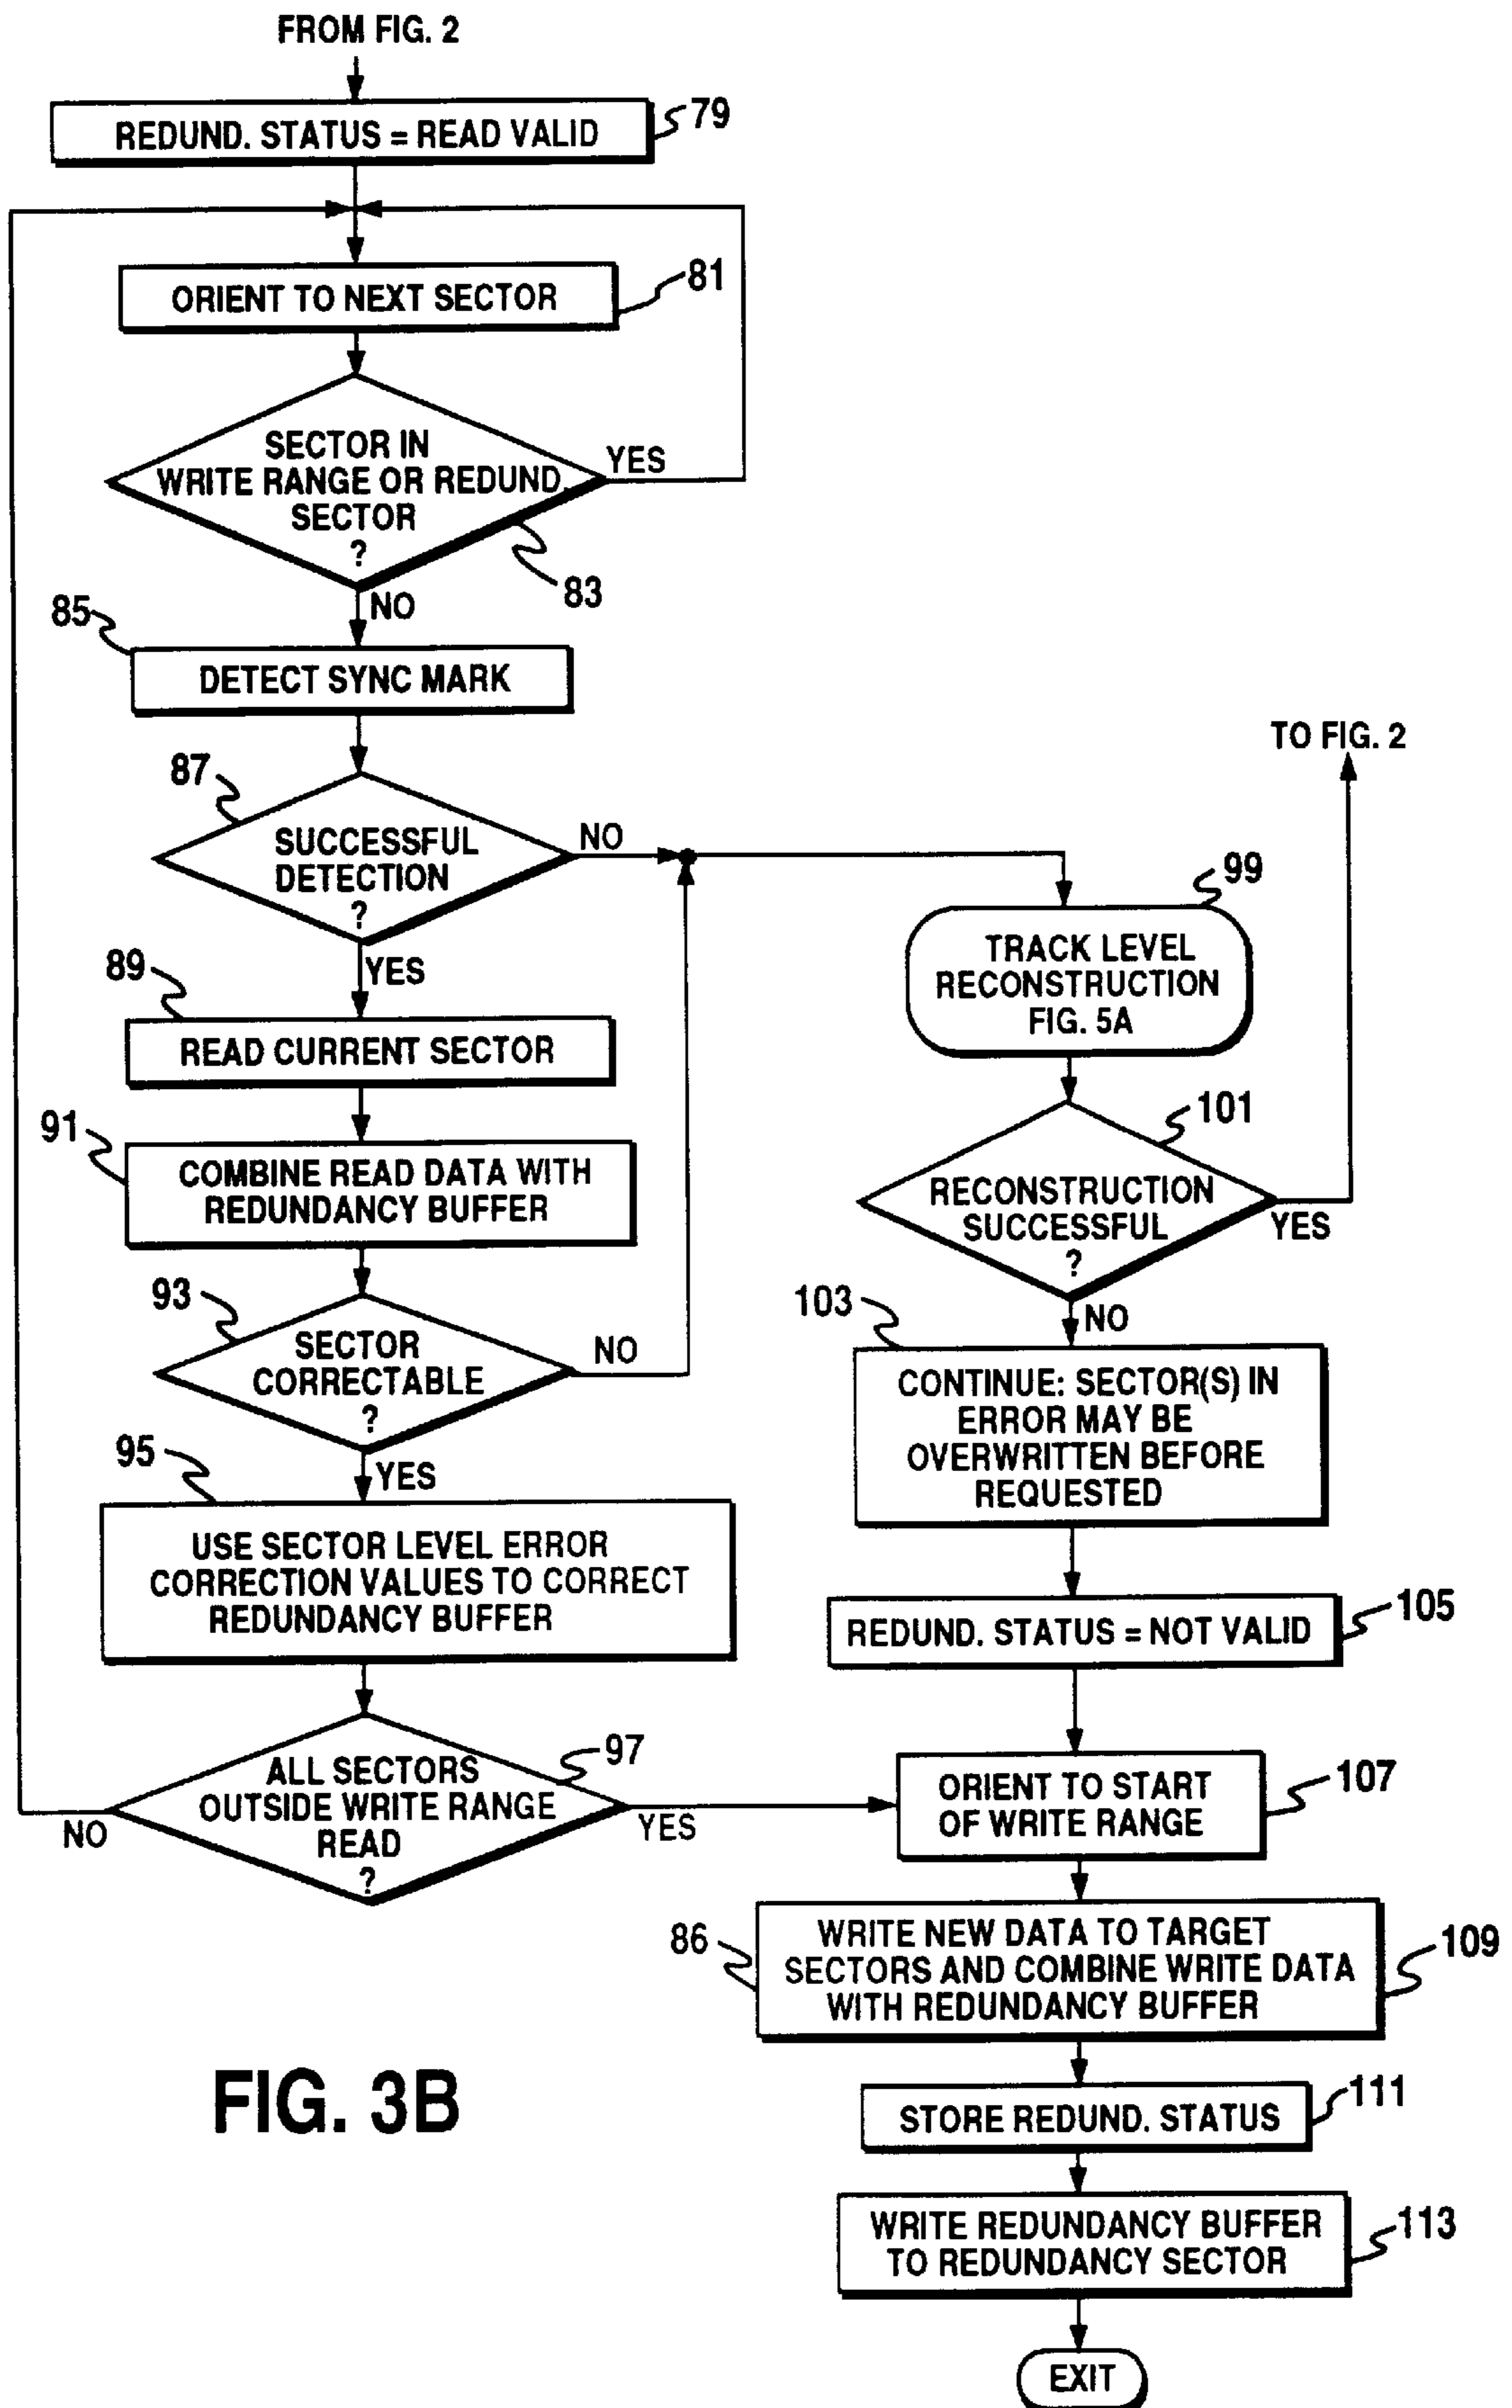 FROM FIG. 2
REDUND. STATUS = READ VALID
79
ORIENT TO NEXT SECTOR
81
SECTOR IN
WRITE RANGE OR REDUND.
SECTOR
?
YES
83
NO
85
DETECT SYNC MARK
87
SUCCESSFUL
DETECTION
?
NO
YES
89
READ CURRENT SECTOR
91
COMBINE READ DATA WITH
REDUNDANCY BUFFER
93
SECTOR
CORRECTABLE
?
NO
YES
95
USE SECTOR LEVEL ERROR
CORRECTION VALUES TO CORRECT
REDUNDANCY BUFFER
97
ALL SECTORS
OUTSIDE WRITE RANGE
READ
?
NO
YES
TO FIG. 2
99
TRACK LEVEL
RECONSTRUCTION
FIG. 5A
101
RECONSTRUCTION
SUCCESSFUL
?
YES
NO
103
CONTINUE: SECTOR(S) IN
ERROR MAY BE
OVERWRITTEN BEFORE
REQUESTED
REDUND. STATUS = NOT VALID
105
ORIENT TO START
OF WRITE RANGE
107
86
WRITE NEW DATA TO TARGET
SECTORS AND COMBINE WRITE DATA
WITH REDUNDANCY BUFFER
109
STORE REDUND. STATUS
111
WRITE REDUNDANCY BUFFER
TO REDUNDANCY SECTOR
113
EXIT
FIG. 3B